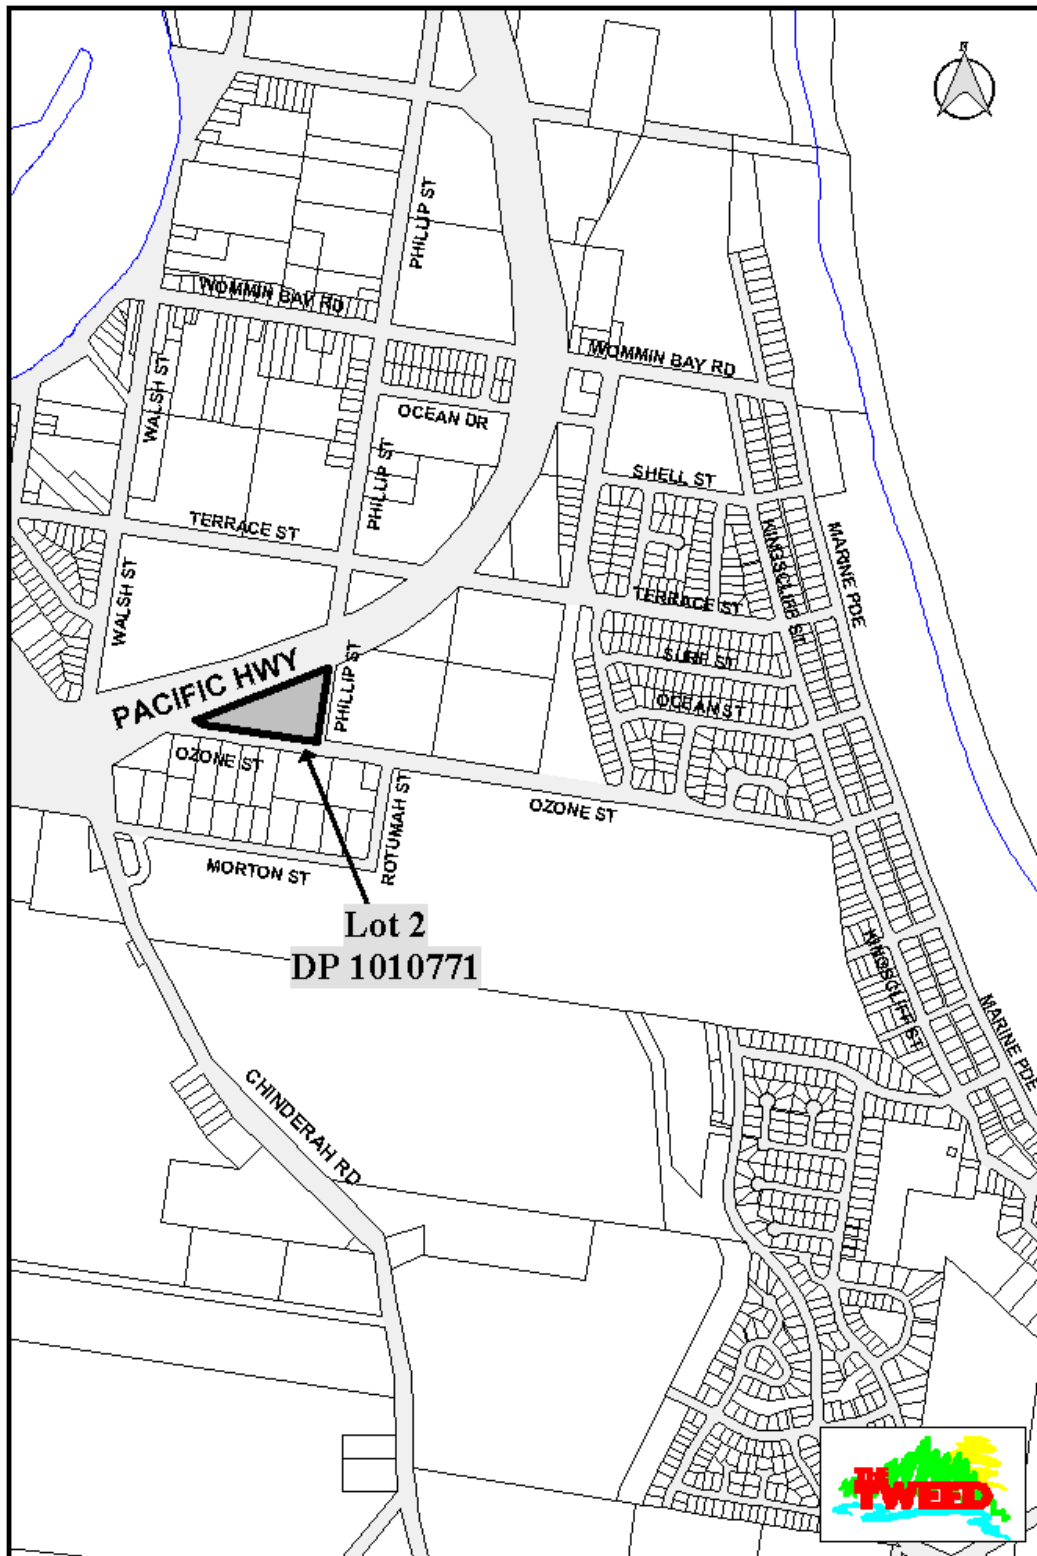 N
PHILLIP ST
WOMMIN BAY RD
WOMMIN BAY RD
WALSH ST
OCEAN DR
PHILLIP ST
SHELL ST
TERRACE ST
KINGSCLIFF ST
MARINE PDE
WALSH ST
TERRACE ST
SURF ST
PHILLIP ST
PACIFIC HWY
OCEAN ST
OZONE ST
ROTUMAH ST
OZONE ST
MORTON ST
Lot 2
DP 1010771
KINGSCLIFF ST
MARINE PDE
CHINDERAH RD
THE
TWEED